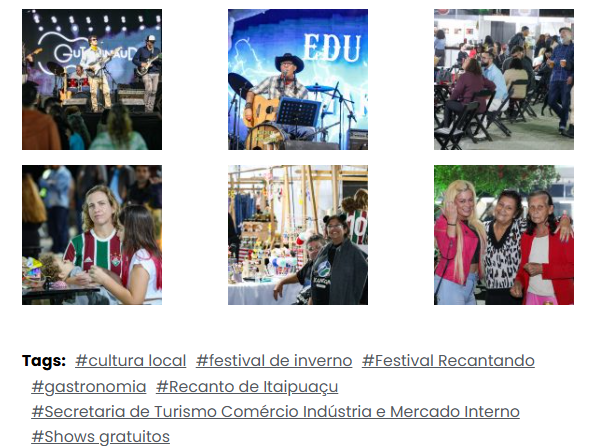 EDU
10
Tags: #cultura local #festival de inverno #Festival Recantando
#gastronomia #Recanto de Itaipuaçu
#Secretaria de Turismo Comércio Indústria e Mercado Interno
#Shows gratuitos